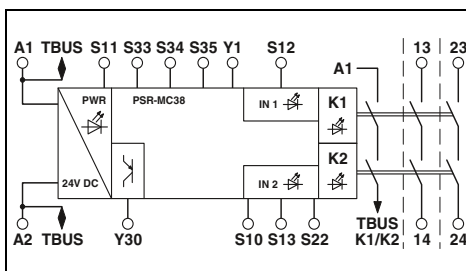 A1 TBUS S11 S33 S34 S35 Y1 S12 13 23
A1
PWR PSR-MC38 IN 1 K1
K2
24V DC IN 2
TBUS
K1/K2
A2 TBUS Y30 S10 S13 S22 14 24